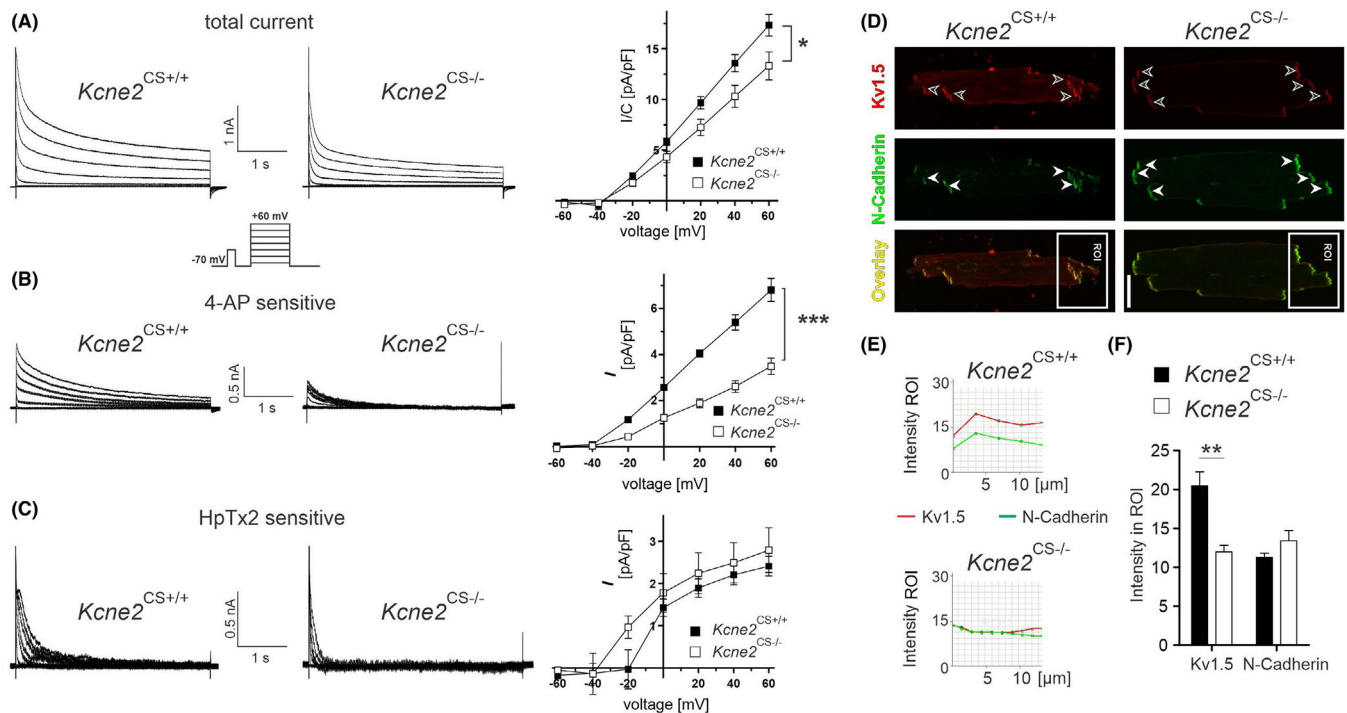 (A)
total current
Kcne2CS+/+
Kcne2CS-/-
1 nA
1 s
I/C [pA/pF]
15
10
5
Kcne2CS+/+
Kcne2CS-/-
*
-60 -40 -20 20 40 60
voltage [mV]
+60 mV
-70 mV
(B)
4-AP sensitive
Kcne2CS+/+
Kcne2CS-/-
0.5 nA
1 s
I [pA/pF]
6
4
2
Kcne2CS+/+
Kcne2CS-/-
***
-60 -40 -20 20 40 60
voltage [mV]
(C)
HpTx2 sensitive
Kcne2CS+/+
Kcne2CS-/-
0.5 nA
1 s
I [pA/pF]
3
2
1
Kcne2CS+/+
Kcne2CS-/-
-60 -40 -20 20 40 60
voltage [mV]
(D)
Kcne2CS+/+
Kcne2CS-/-
Kv1.5
N-Cadherin
Overlay
ROI
ROI
(E)
Kcne2CS+/+
Intensity ROI
30
15
0
5 10 [µm]
Kv1.5 N-Cadherin
Kcne2CS-/-
Intensity ROI
30
15
0
5 10 [µm]
(F)
Kcne2CS+/+
Kcne2CS-/-
Intensity in ROI
25
20
15
10
5
0
**
Kv1.5 N-Cadherin